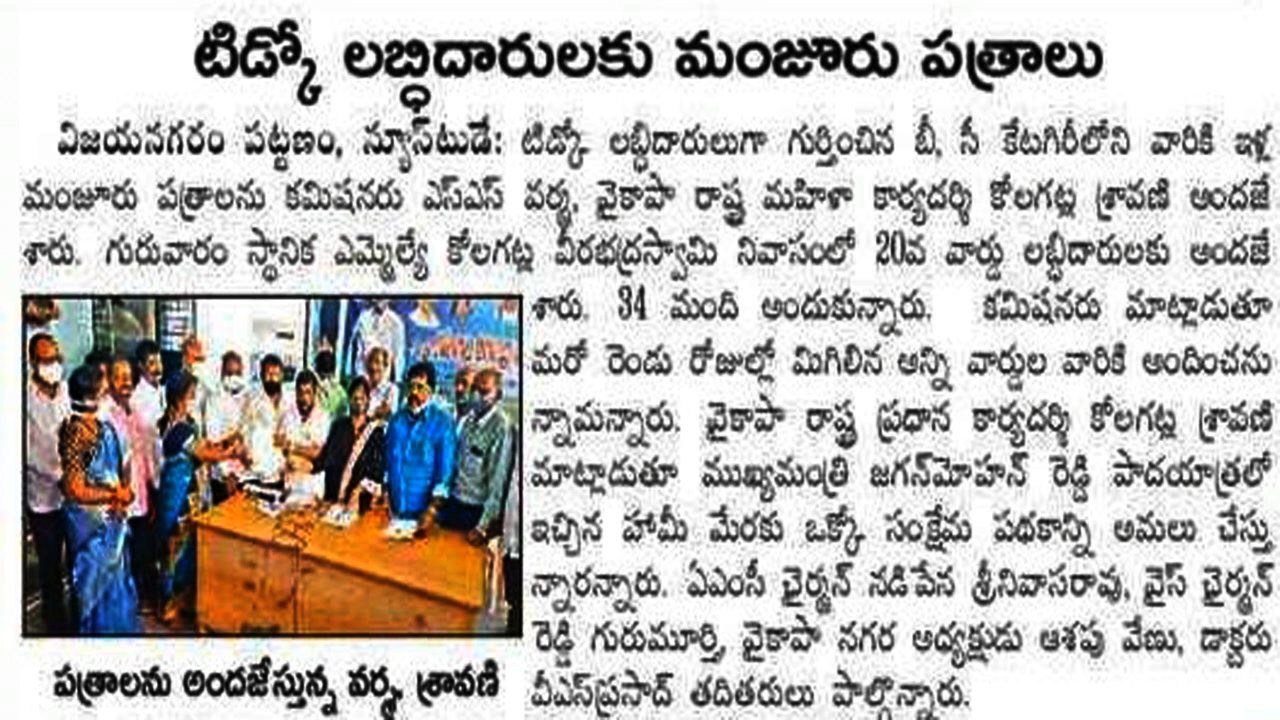 టిడ్కో లబ్ధిదారులకు మంజూరు పత్రాలు
విజయనగరం పట్టణం, న్యూస్‌టుడే: టిడ్కో లబ్ధిదారులుగా గుర్తించిన బీ, సీ కేటగిరీలోని వారికి ఇళ్ల
మంజూరు పత్రాలను కమిషనరు ఎస్ఎస్ వర్మ, వైకాపా రాష్ట్ర మహిళా కార్యదర్శి కోలగట్ల శ్రావణి అందజే
శారు. గురువారం స్థానిక ఎమ్మెల్యే కోలగట్ల వీరభద్రస్వామి నివాసంలో 20వ వార్డు లబ్ధిదారులకు అందజే
శారు. 34 మంది అందుకున్నారు. కమిషనరు మాట్లాడుతూ
మరో రెండు రోజుల్లో మిగిలిన అన్ని వార్డుల వారికి అందించను
న్నామన్నారు. వైకాపా రాష్ట్ర ప్రధాన కార్యదర్శి కోలగట్ల శ్రావణి
మాట్లాడుతూ ముఖ్యమంత్రి జగన్‌మోహన్ రెడ్డి పాదయాత్రలో
ఇచ్చిన హామీ మేరకు ఒక్కో సంక్షేమ పథకాన్ని అమలు చేస్తు
న్నారన్నారు. ఏఎంసీ ఛైర్మన్ నడిపేన శ్రీనివాసరావు, వైస్ ఛైర్మన్
రెడ్డి గురుమూర్తి, వైకాపా నగర అధ్యక్షుడు ఆశపు వేణు, డాక్టరు
వీఎస్‌ప్రసాద్ తదితరులు పాల్గొన్నారు.
పత్రాలను అందజేస్తున్న వర్మ, శ్రావణి